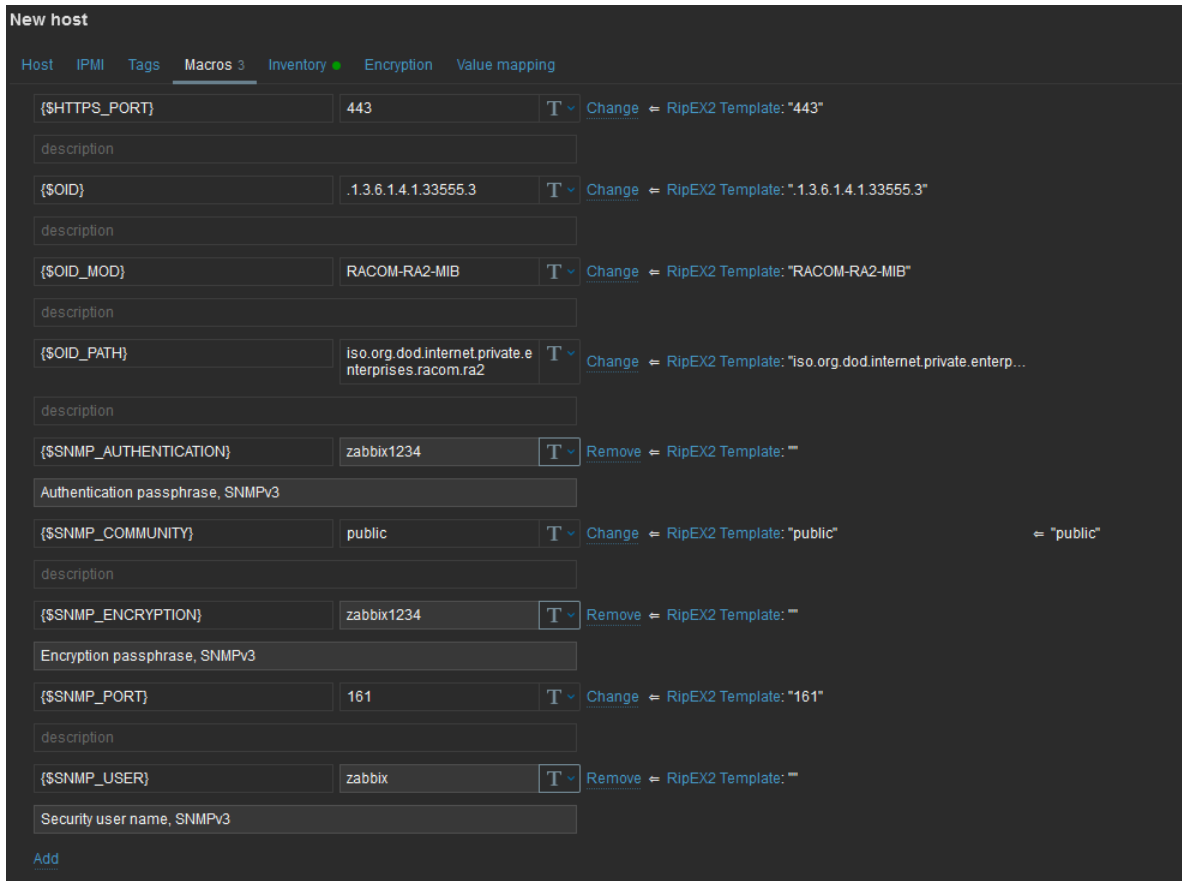 New host
Host IPMI Tags Macros 3 Inventory Encryption Value mapping
{$HTTPS_PORT} 443 T Change ⇐ RipEX2 Template: "443"
description
{$OID} .1.3.6.1.4.1.33555.3 T Change ⇐ RipEX2 Template: ".1.3.6.1.4.1.33555.3"
description
{$OID_MOD} RACOM-RA2-MIB T Change ⇐ RipEX2 Template: "RACOM-RA2-MIB"
description
{$OID_PATH} iso.org.dod.internet.private.e T Change ⇐ RipEX2 Template: "iso.org.dod.internet.private.enterp...
nterprises.racom.ra2
description
{$SNMP_AUTHENTICATION} zabbix1234 T Remove ⇐ RipEX2 Template: ""
Authentication passphrase, SNMPv3
{$SNMP_COMMUNITY} public T Change ⇐ RipEX2 Template: "public" ⇐ "public"
description
{$SNMP_ENCRYPTION} zabbix1234 T Remove ⇐ RipEX2 Template: ""
Encryption passphrase, SNMPv3
{$SNMP_PORT} 161 T Change ⇐ RipEX2 Template: "161"
description
{$SNMP_USER} zabbix T Remove ⇐ RipEX2 Template: ""
Security user name, SNMPv3
Add